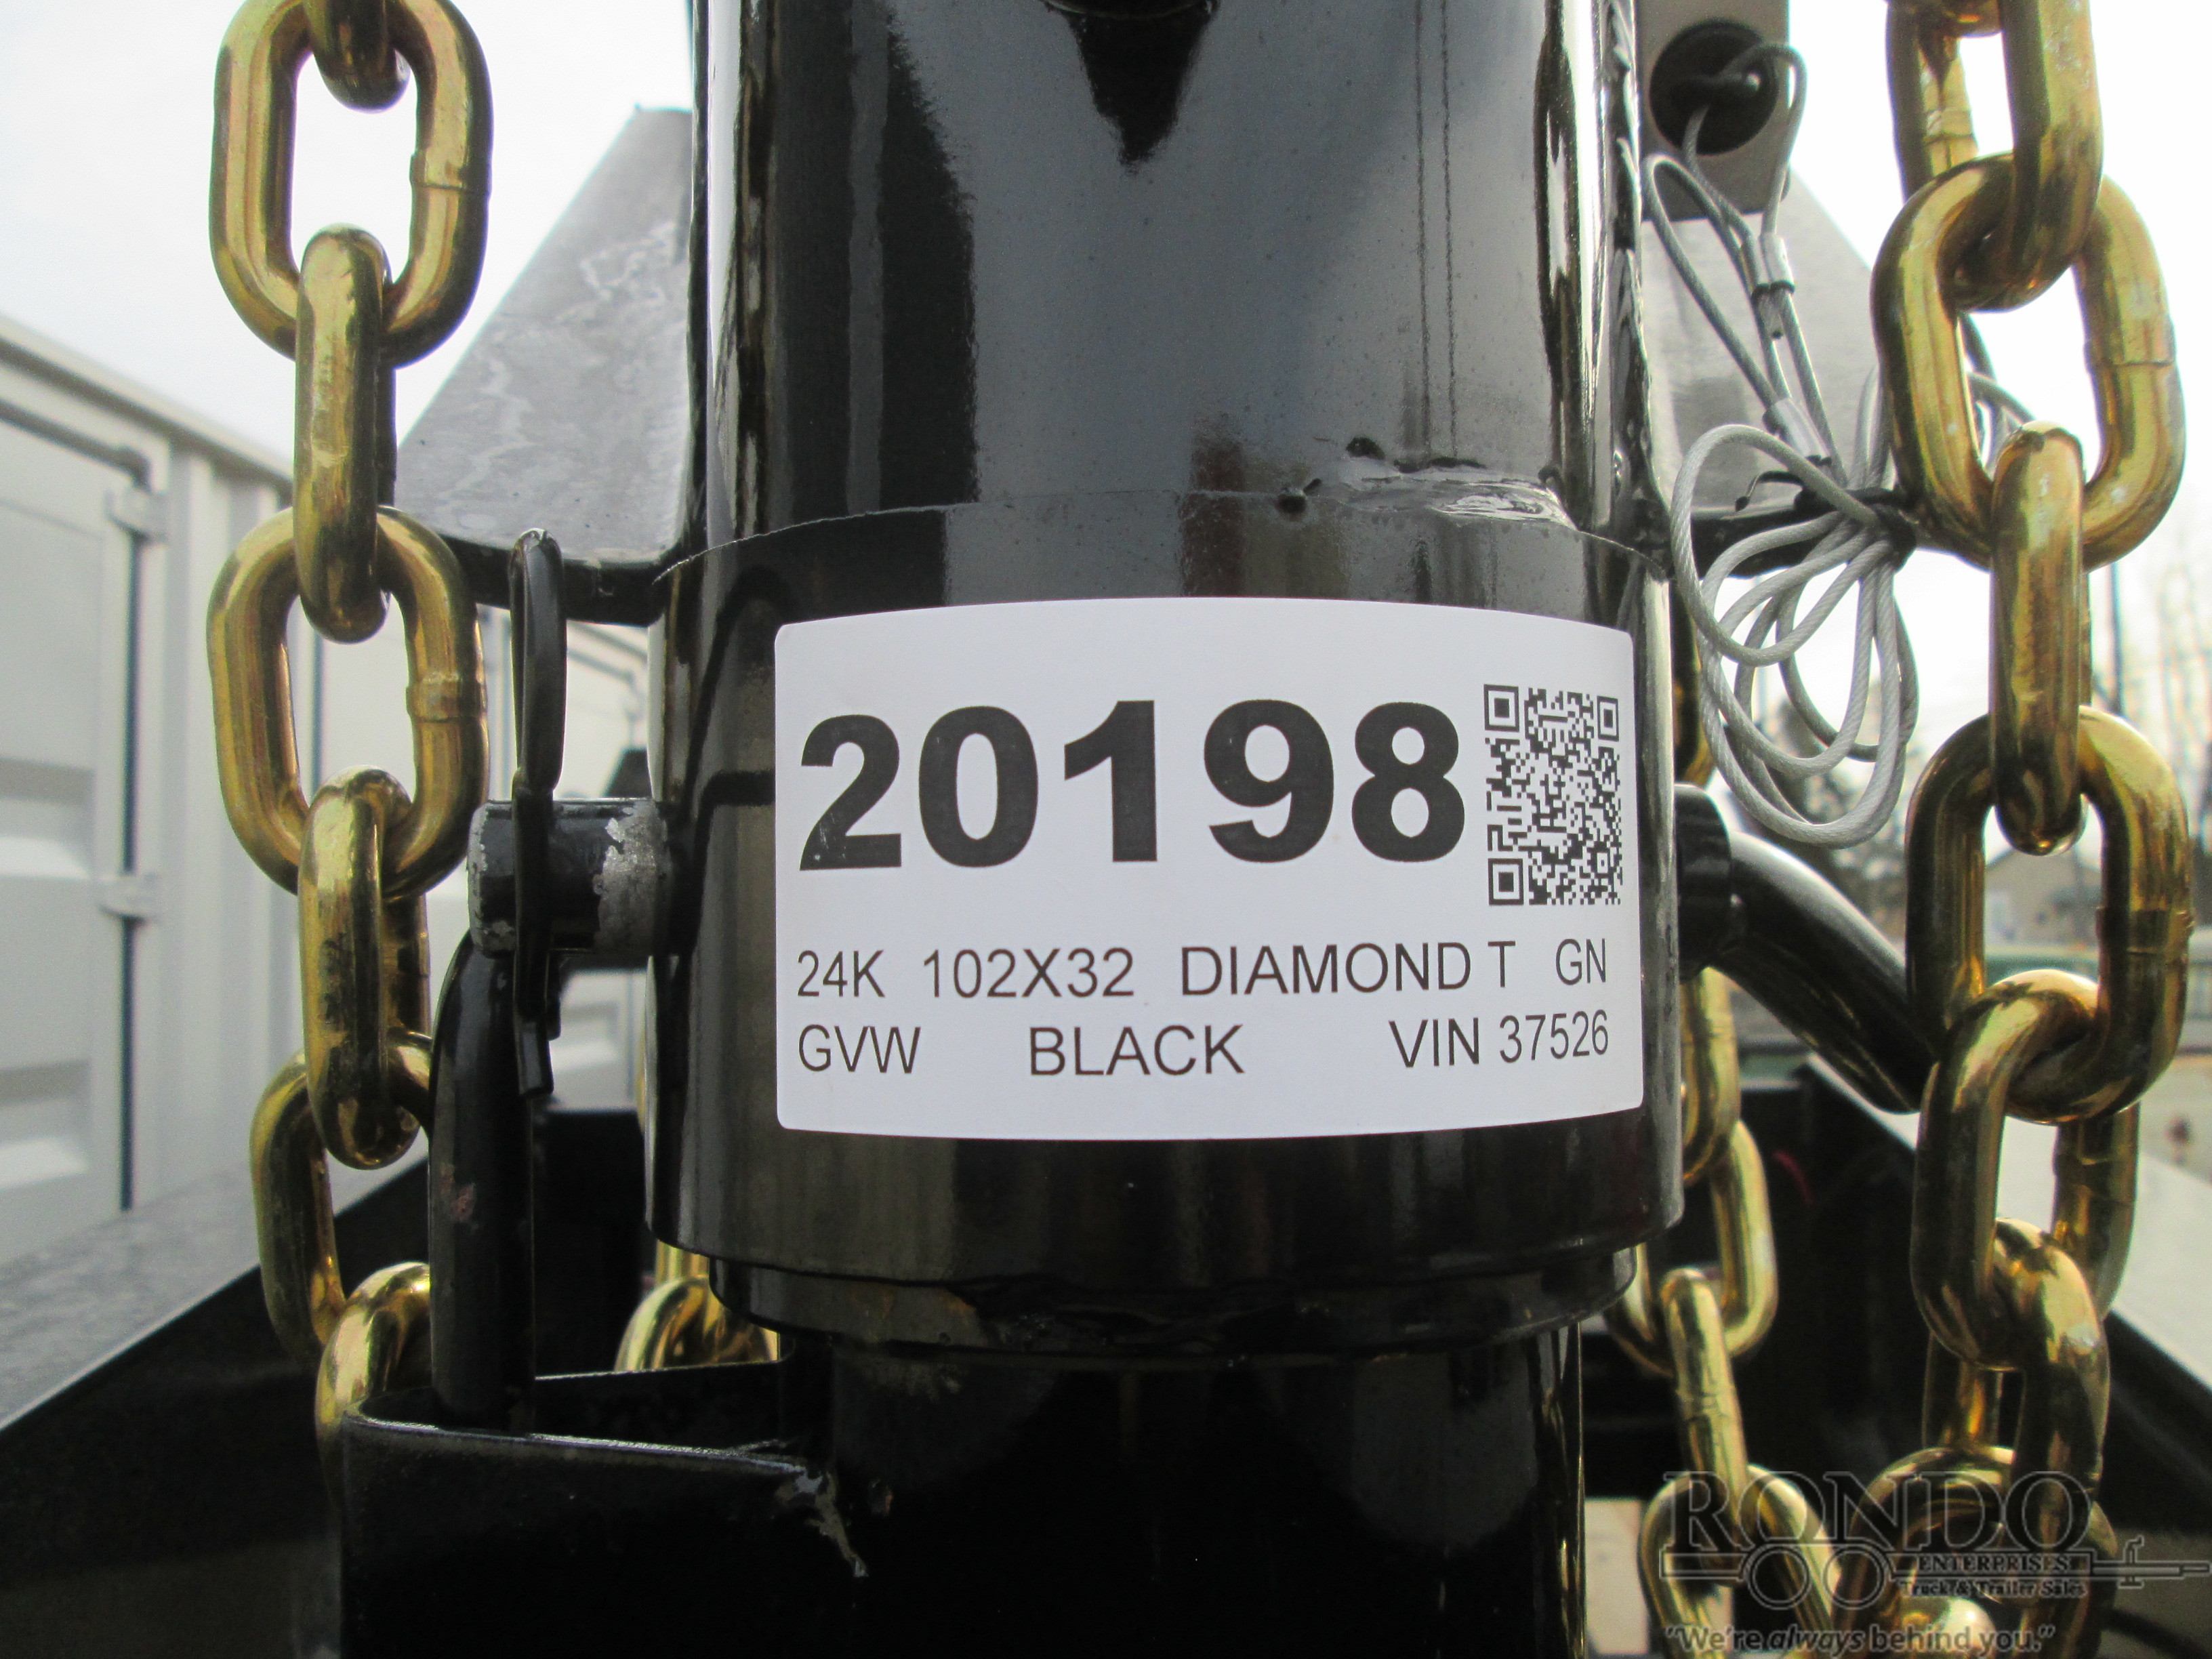 20198
24K 102X32 DIAMOND T GN
GVW BLACK VIN 37526
RONDO
ENTERPRISES
Truck & Trailer Sales
"We're always behind you."